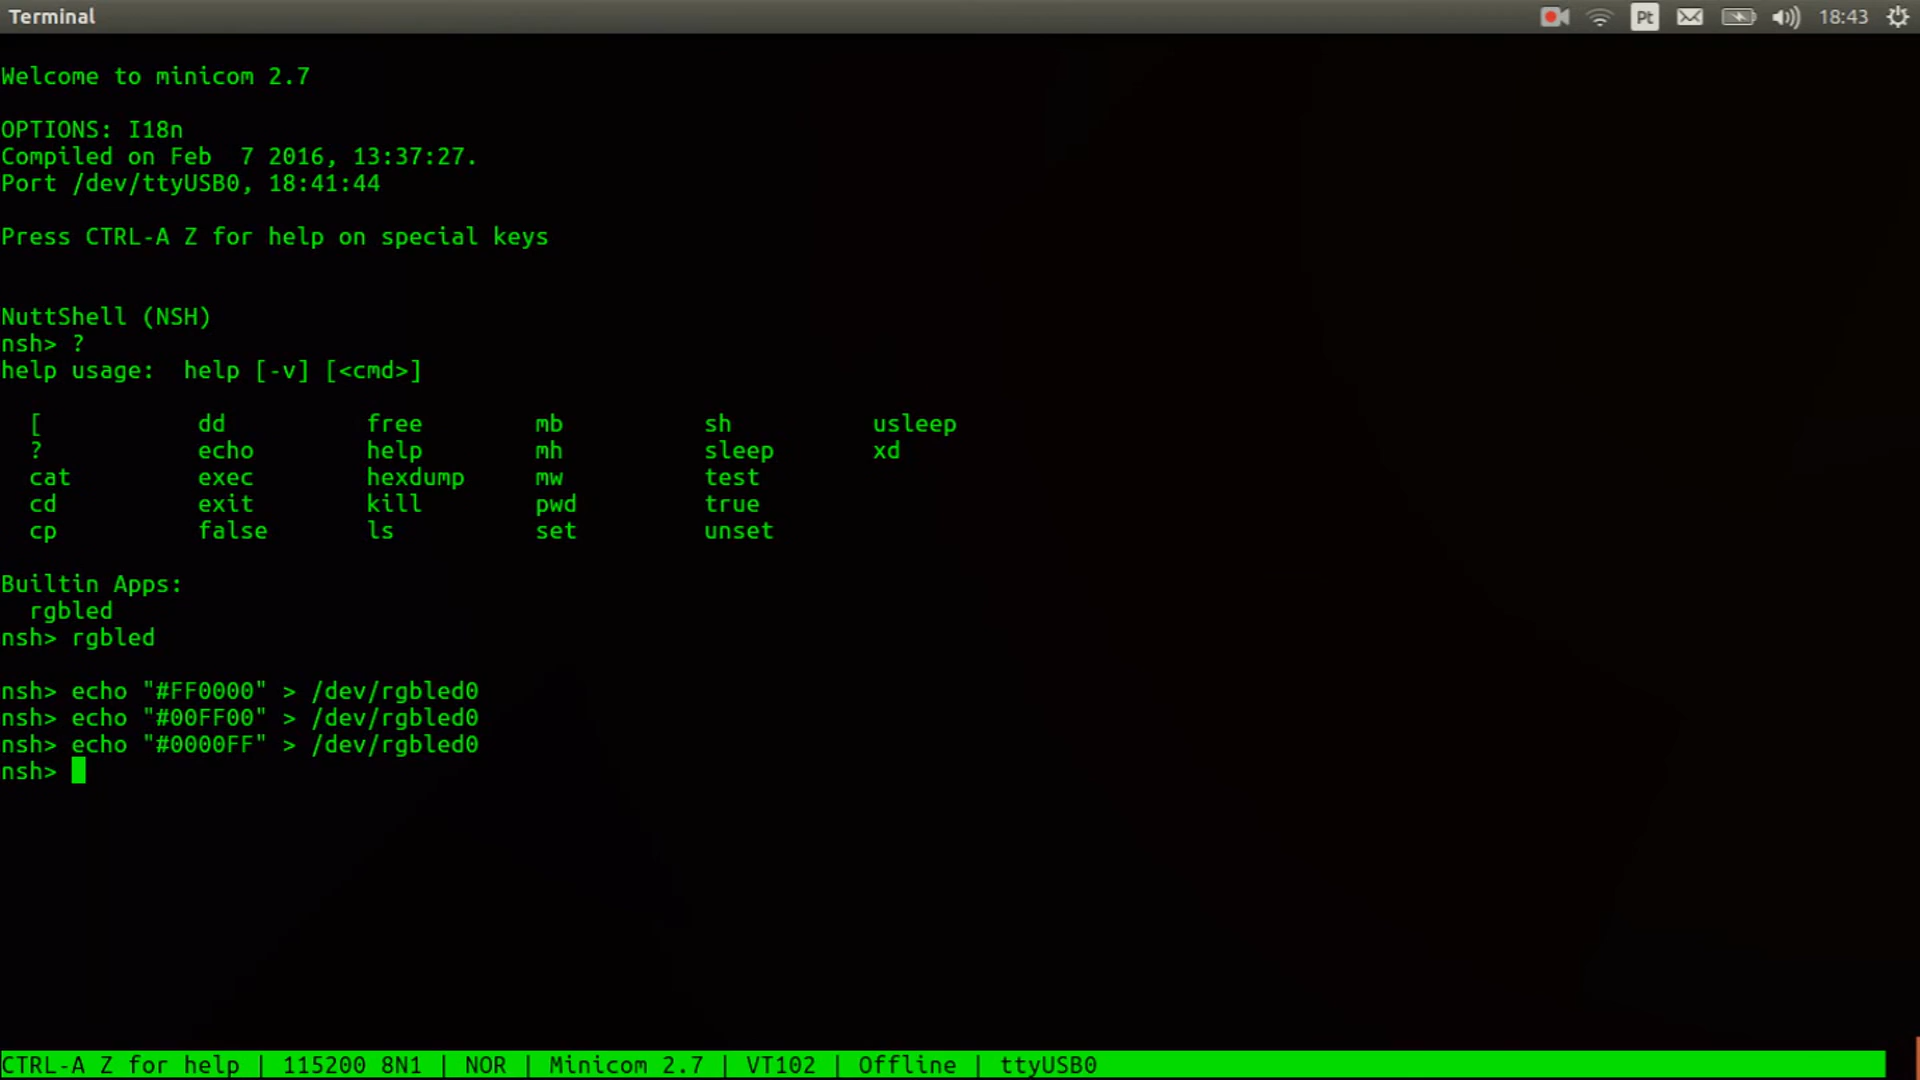 Terminal
Pt
18:43
Welcome to minicom 2.7
OPTIONS: I18n
Compiled on Feb  7 2016, 13:37:27.
Port /dev/ttyUSB0, 18:41:44
Press CTRL-A Z for help on special keys
NuttShell (NSH)
nsh> ?
help usage:  help [-v] [<cmd>]
[ dd free mb sh usleep
? echo help mh sleep xd
cat exec hexdump mw test
cd exit kill pwd true
cp false ls set unset
Builtin Apps:
rgbled
nsh> rgbled
nsh> echo "#FF0000" > /dev/rgbled0
nsh> echo "#00FF00" > /dev/rgbled0
nsh> echo "#0000FF" > /dev/rgbled0
nsh>
CTRL-A Z for help | 115200 8N1 | NOR | Minicom 2.7 | VT102 | Offline | ttyUSB0